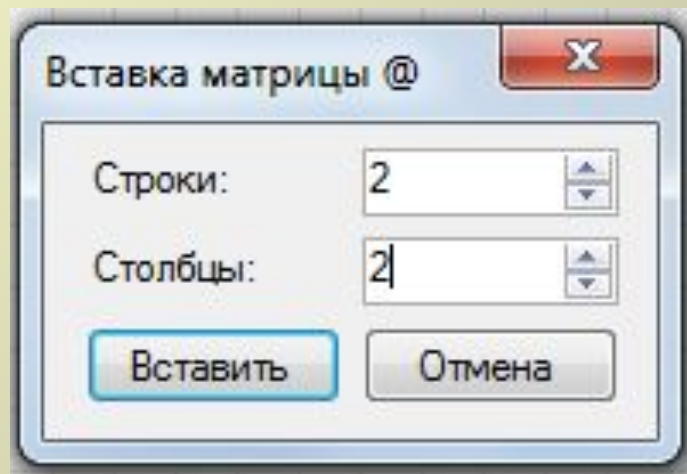 Вставка матрицы @
Строки: 2
Столбцы: 2
Вставить Отмена